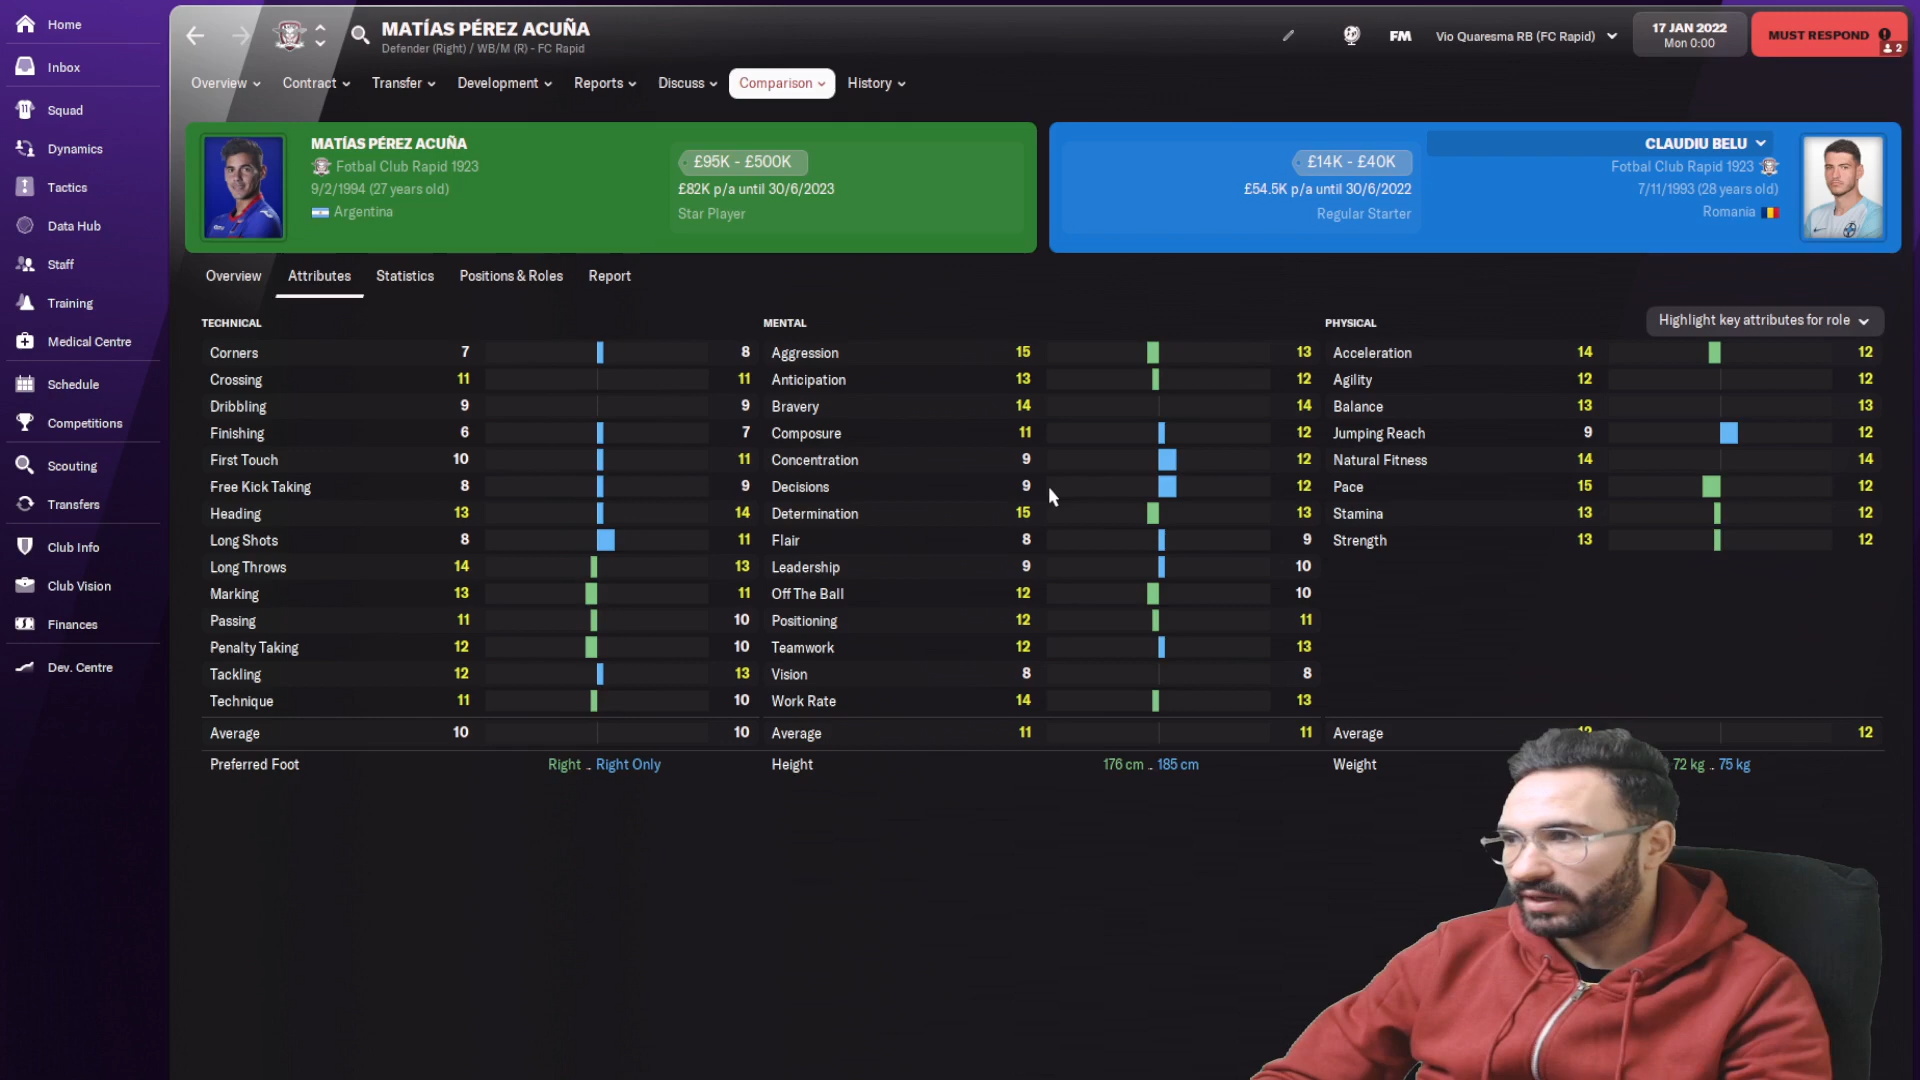 Home
Inbox
Squad
Dynamics
Tactics
Data Hub
Staff
Training
Medical Centre
Schedule
Competitions
Scouting
Transfers
Club Info
Club Vision
Finances
Dev. Centre
MATÍAS PÉREZ ACUÑA
Defender (Right) / WB/M (R) - FC Rapid
FM
Vio Quaresma RB (FC Rapid)
17 JAN 2022
Mon 0:00
MUST RESPOND
2
Overview Contract Transfer Development Reports Discuss Comparison History
MATÍAS PÉREZ ACUÑA
Fotbal Club Rapid 1923
9/2/1994 (27 years old)
Argentina
£95K - £500K
£82K p/a until 30/6/2023
Star Player
£14K - £40K
£54.5K p/a until 30/6/2022
Regular Starter
CLAUDIU BELU
Fotbal Club Rapid 1923
7/11/1993 (28 years old)
Romania
Overview Attributes Statistics Positions & Roles Report
Highlight key attributes for role
TECHNICAL
Corners 7 8
Crossing 11 11
Dribbling 9 9
Finishing 6 7
First Touch 10 11
Free Kick Taking 8 9
Heading 13 14
Long Shots 8 11
Long Throws 14 13
Marking 13 11
Passing 11 10
Penalty Taking 12 10
Tackling 12 13
Technique 11 10
Average 10 10
Preferred Foot Right .. Right Only
MENTAL
Aggression 15 13
Anticipation 13 12
Bravery 14 14
Composure 11 12
Concentration 9 12
Decisions 9 12
Determination 15 13
Flair 8 9
Leadership 9 10
Off The Ball 12 10
Positioning 12 11
Teamwork 12 13
Vision 8 8
Work Rate 14 13
Average 11 11
Height 176 cm .. 185 cm
PHYSICAL
Acceleration 14 12
Agility 12 12
Balance 13 13
Jumping Reach 9 12
Natural Fitness 14 14
Pace 15 12
Stamina 13 12
Strength 13 12
Average 12
Weight 72 kg .. 75 kg